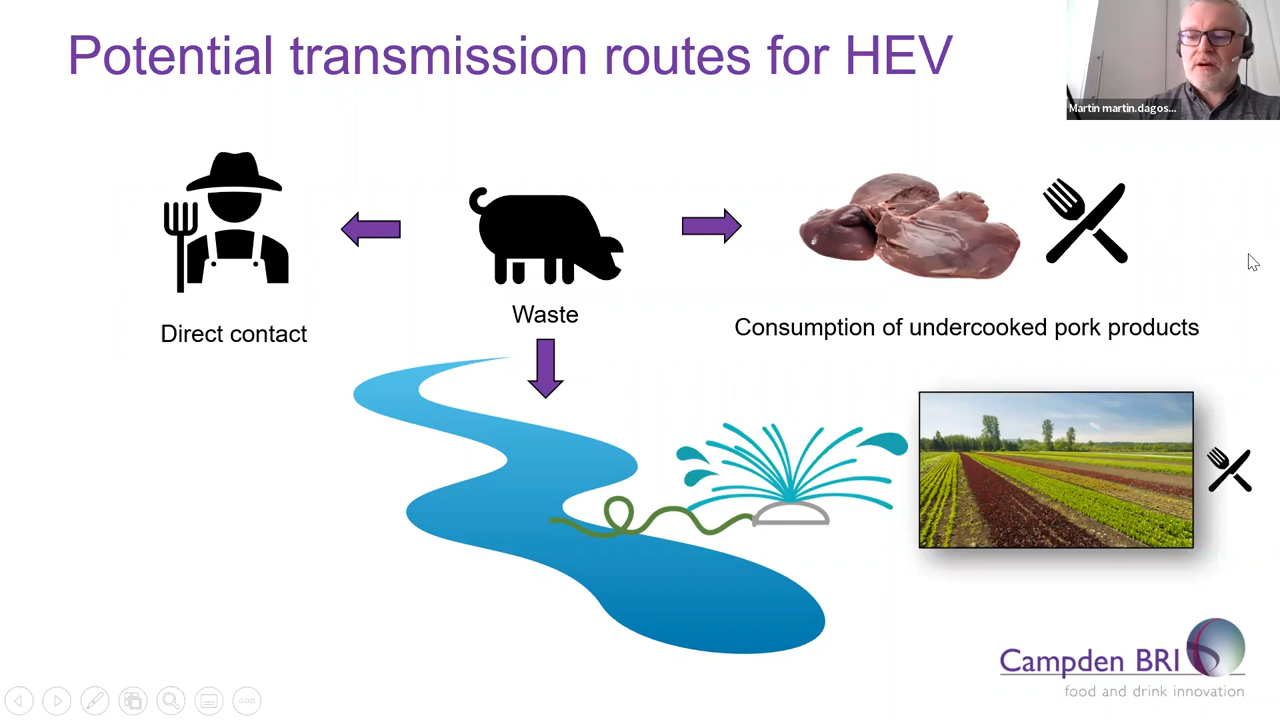 Potential transmission routes for HEV
Martin martin.dagos...
Direct contact
Waste
Consumption of undercooked pork products
Campden BRI
food and drink innovation